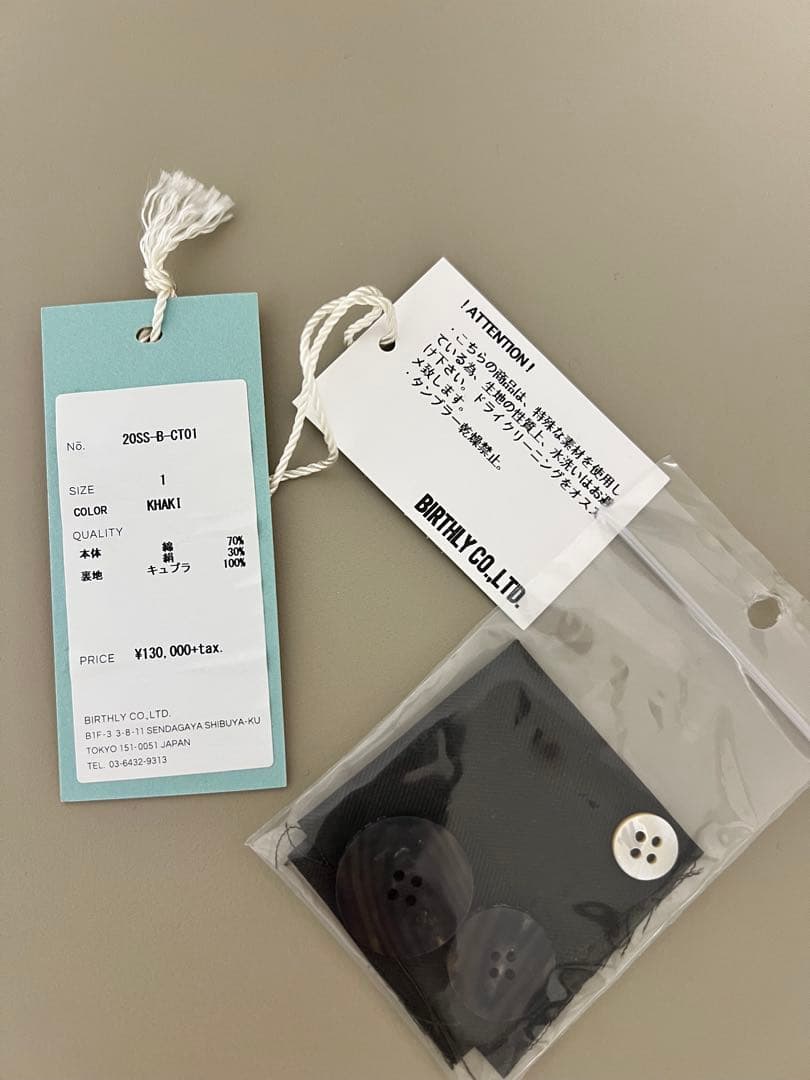 Nō. 20SS-B-CT01
SIZE 1
COLOR KHAKI
QUALITY
本体 綿 70%
絹 30%
裏地 キュプラ 100%
PRICE ¥130,000+tax.
BIRTHLY CO.,LTD.
B1F-3 3-8-11 SENDAGAYA SHIBUYA-KU
TOKYO 151-0051 JAPAN
TEL. 03-6432-9313
! ATTENTION !
・こちらの商品は、特殊な素材を使用し
ている為、生地の性質上、水洗いはお避
け下さい。ドライクリーニングをオスス
メ致します。
・タンブラー乾燥禁止。
BIRTHLY CO.,LTD.